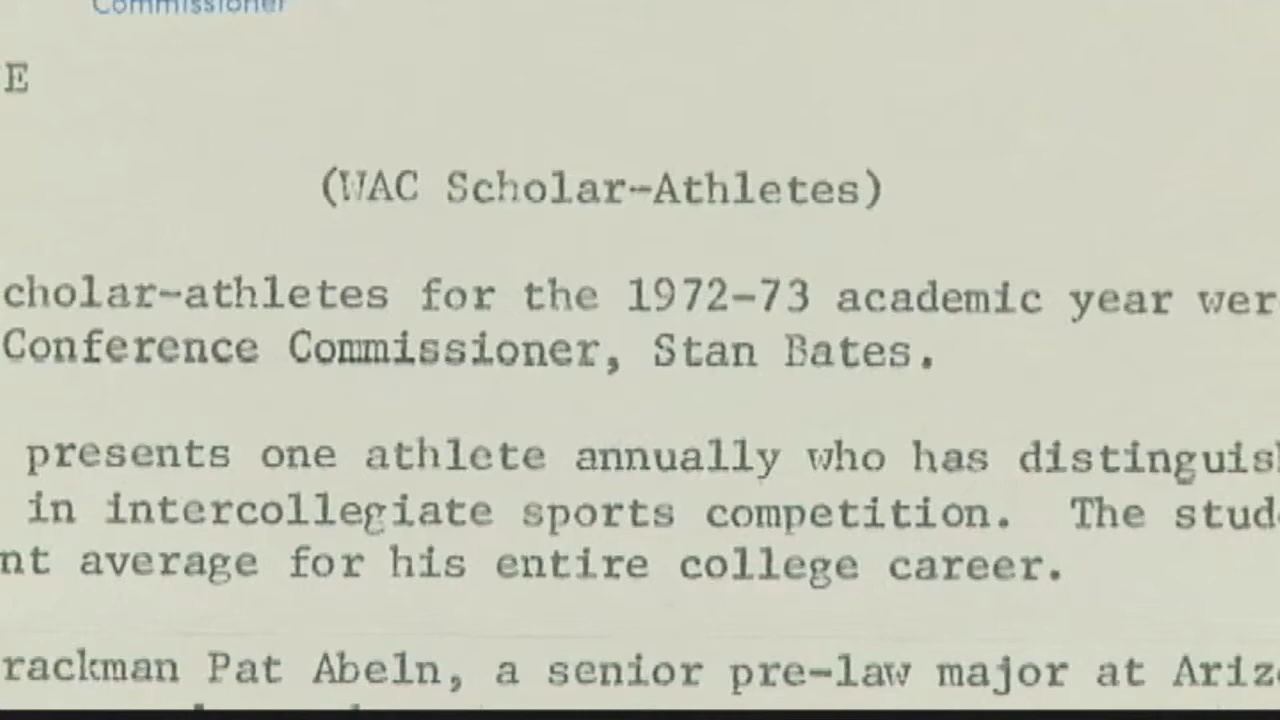 Commissioner
E
(WAC Scholar-Athletes)
cholar-athletes for the 1972-73 academic year wer
Conference Commissioner, Stan Bates.
presents one athlete annually who has distinguish
in intercollegiate sports competition. The stud
nt average for his entire college career.
rackman Pat Abeln, a senior pre-law major at Ariz